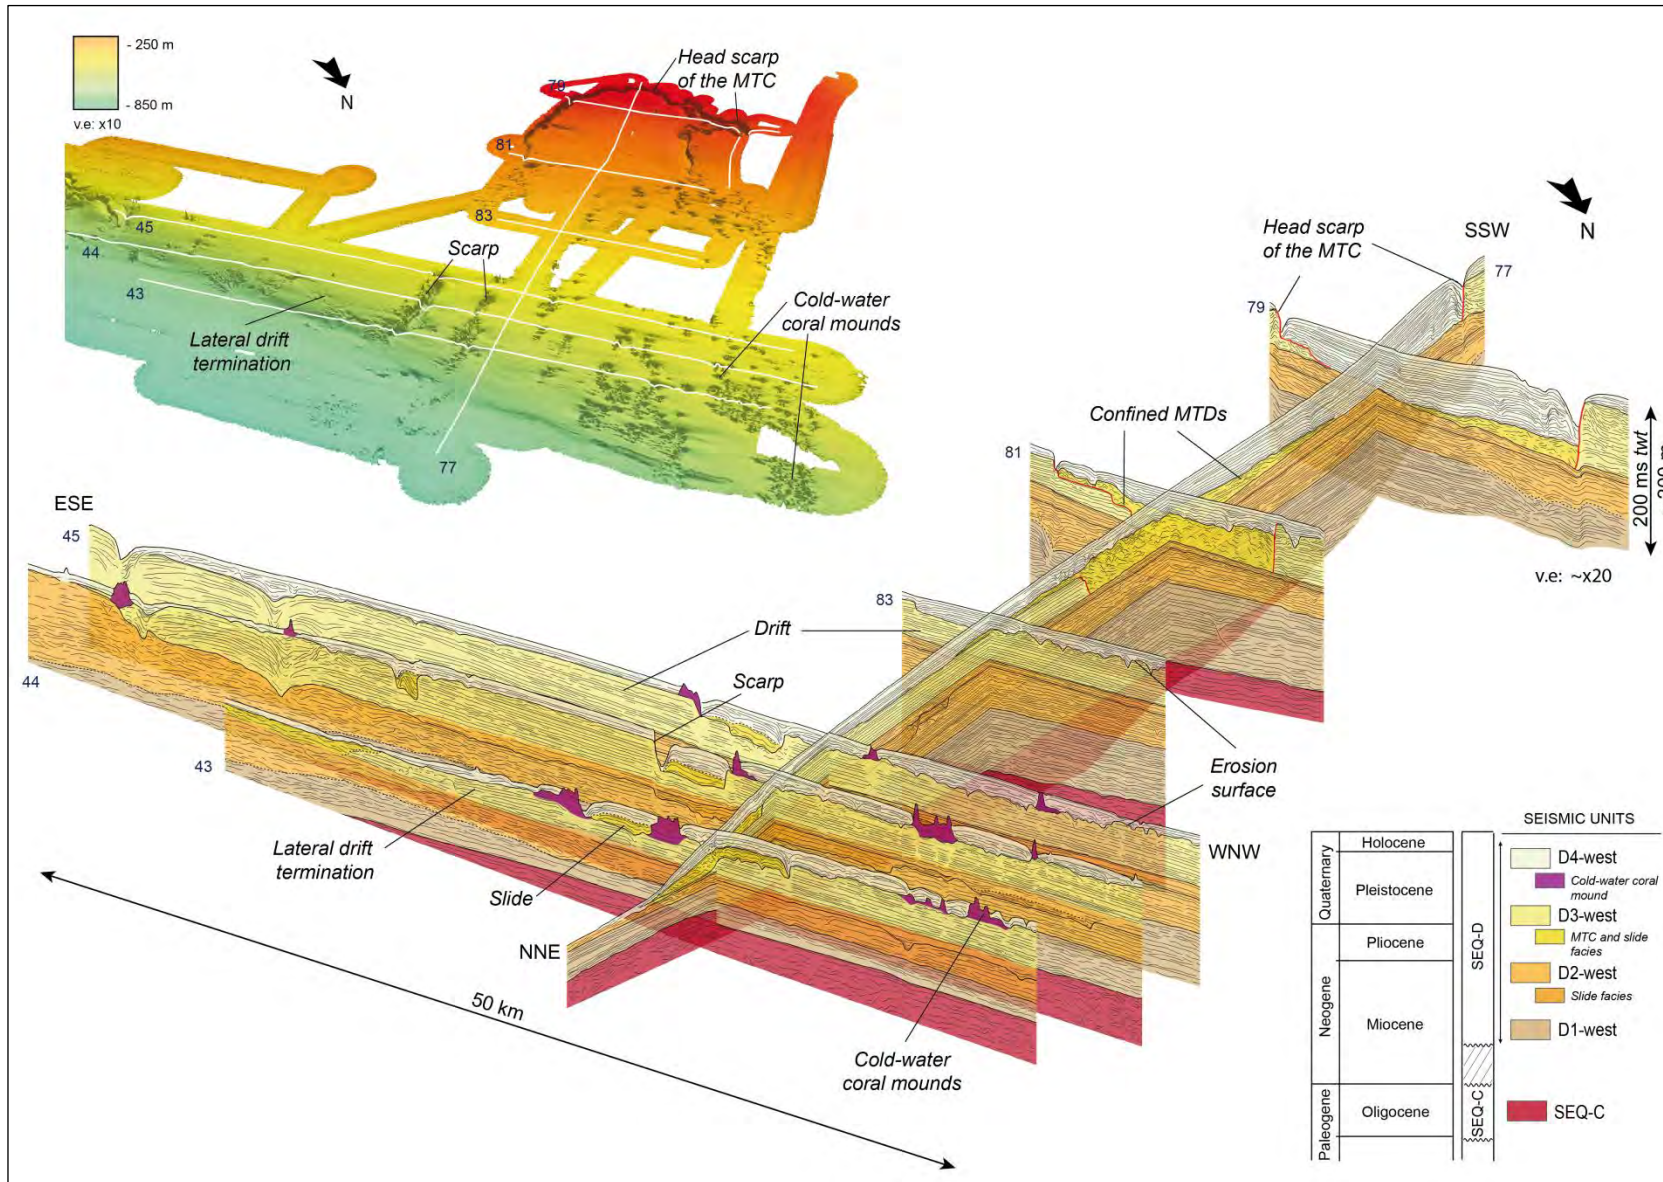 - 250 m
- 850 m
v.e: x10
N
Head scarp
of the MTC
79
81
83
45
44
43
Scarp
Lateral drift
termination
Cold-water
coral mounds
77
Head scarp
of the MTC
SSW
N
77
79
Confined MTDs
81
200 ms twt
200 m
v.e: ~x20
ESE
45
83
Drift
Scarp
44
43
Erosion
surface
WNW
Lateral drift
termination
Slide
NNE
50 km
Cold-water
coral mounds
SEISMIC UNITS
Quaternary
Holocene
Pleistocene
Neogene
Pliocene
Miocene
Paleogene
Oligocene
SEQ-D
SEQ-C
D4-west
Cold-water coral
mound
D3-west
MTC and slide
facies
D2-west
Slide facies
D1-west
SEQ-C